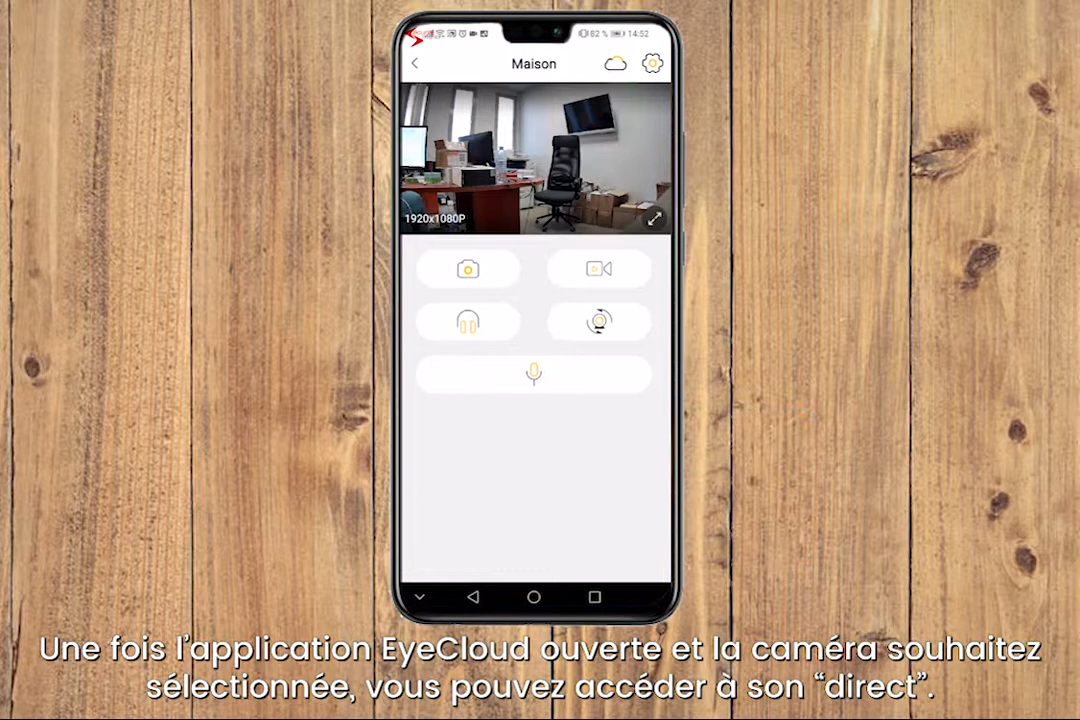 82 % 14:52
Maison
1920x1080P
Une fois l’application EyeCloud ouverte et la caméra souhaitez
sélectionnée, vous pouvez accéder à son “direct”.